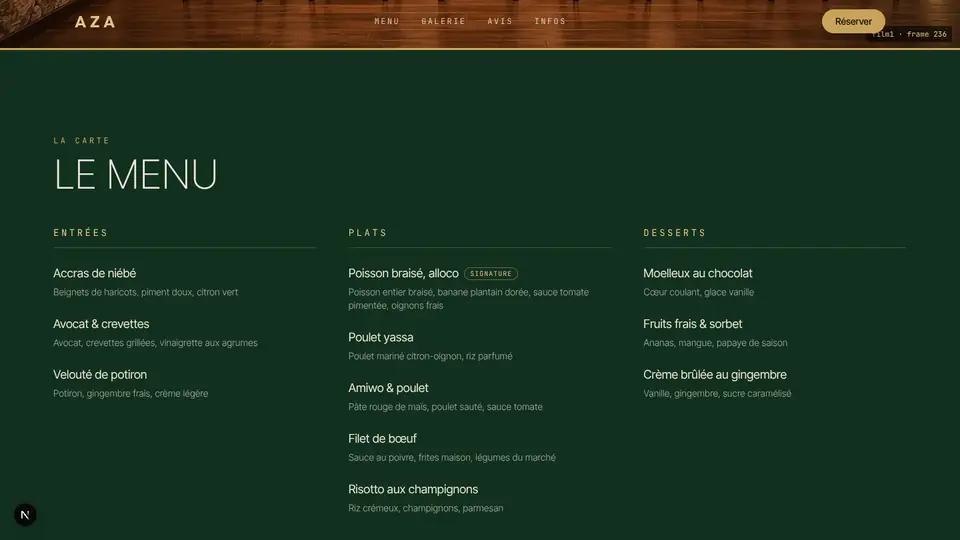 AZA
MENU GALERIE AVIS INFOS
Réserver
film1 · frame 236
LA CARTE
LE MENU
ENTRÉES
Accras de niébé
Beignets de haricots, piment doux, citron vert
Avocat & crevettes
Avocat, crevettes grillées, vinaigrette aux agrumes
Velouté de potiron
Potiron, gingembre frais, crème légère
PLATS
Poisson braisé, alloco SIGNATURE
Poisson entier braisé, banane plantain dorée, sauce tomate
pimentée, oignons frais
Poulet yassa
Poulet mariné citron-oignon, riz parfumé
Amiwo & poulet
Pâte rouge de maïs, poulet sauté, sauce tomate
Filet de bœuf
Sauce au poivre, frites maison, légumes du marché
Risotto aux champignons
Riz crémeux, champignons, parmesan
DESSERTS
Moelleux au chocolat
Cœur coulant, glace vanille
Fruits frais & sorbet
Ananas, mangue, papaye de saison
Crème brûlée au gingembre
Vanille, gingembre, sucre caramélisé
N